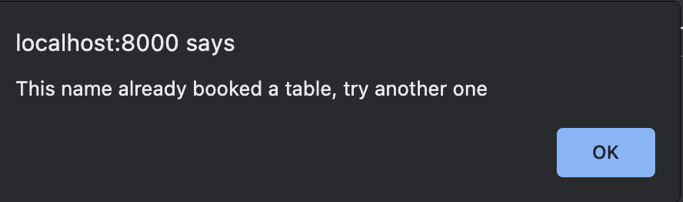 localhost:8000 says
This name already booked a table, try another one
OK